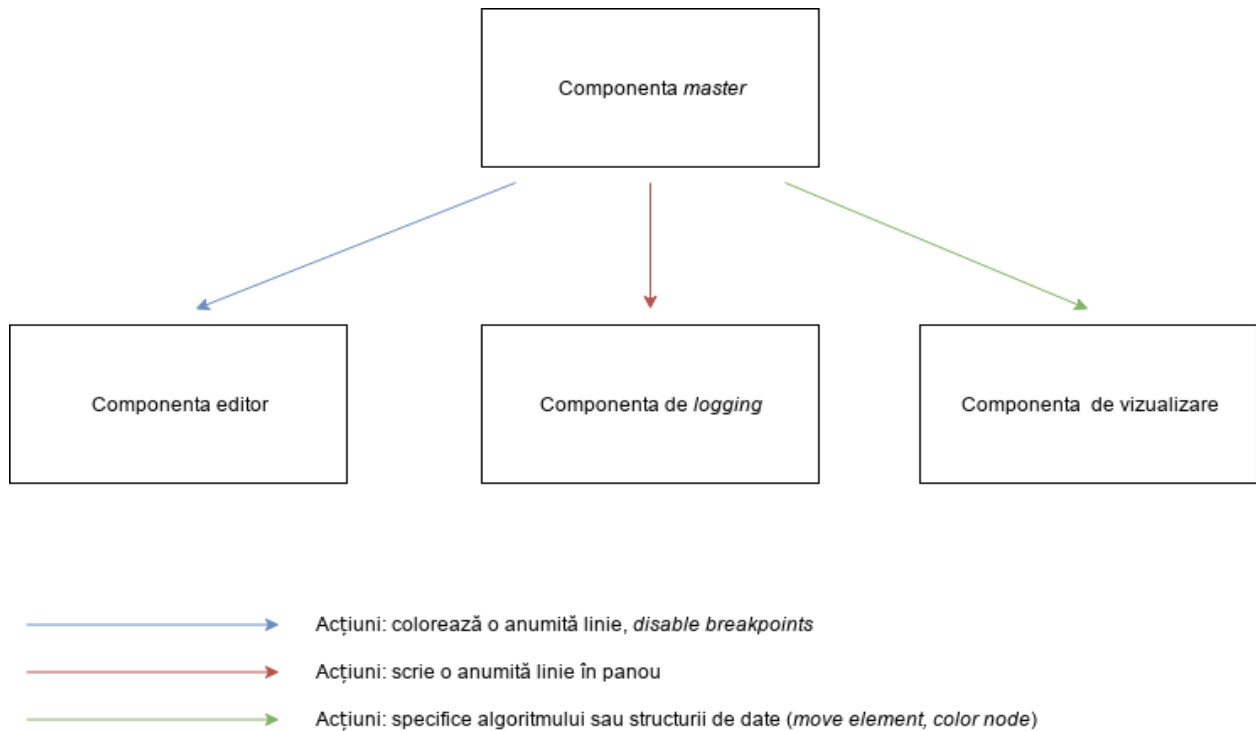 Componenta master
Componenta editor
Componenta de logging
Componenta de vizualizare
Acțiuni: colorează o anumită linie, disable breakpoints
Acțiuni: scrie o anumită linie în panou
Acțiuni: specifice algoritmului sau structurii de date (move element, color node)